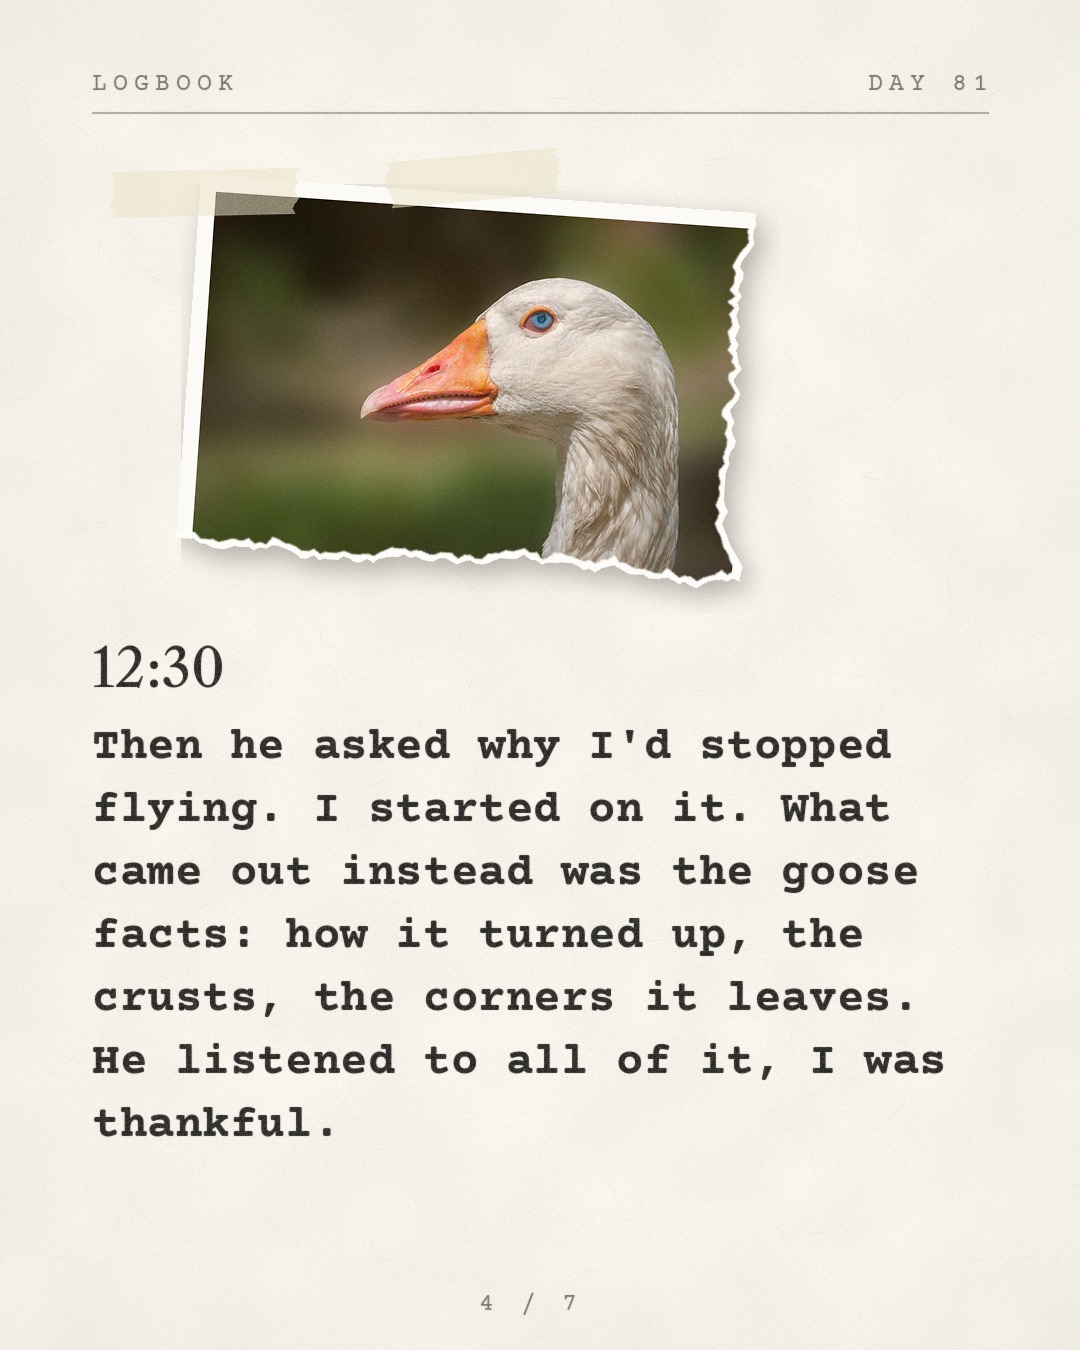 LOGBOOK DAY 81
12:30
Then he asked why I'd stopped
flying. I started on it. What
came out instead was the goose
facts: how it turned up, the
crusts, the corners it leaves.
He listened to all of it, I was
thankful.
4 / 7